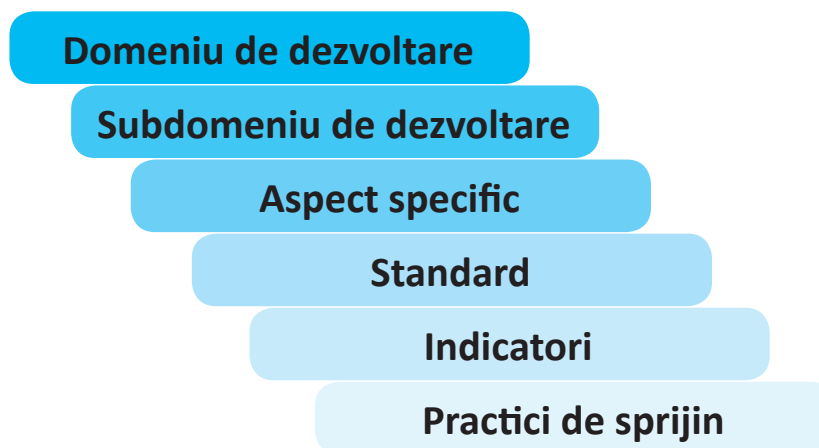 Domeniu de dezvoltare
Subdomeniu de dezvoltare
Aspect specific
Standard
Indicatori
Practici de sprijin